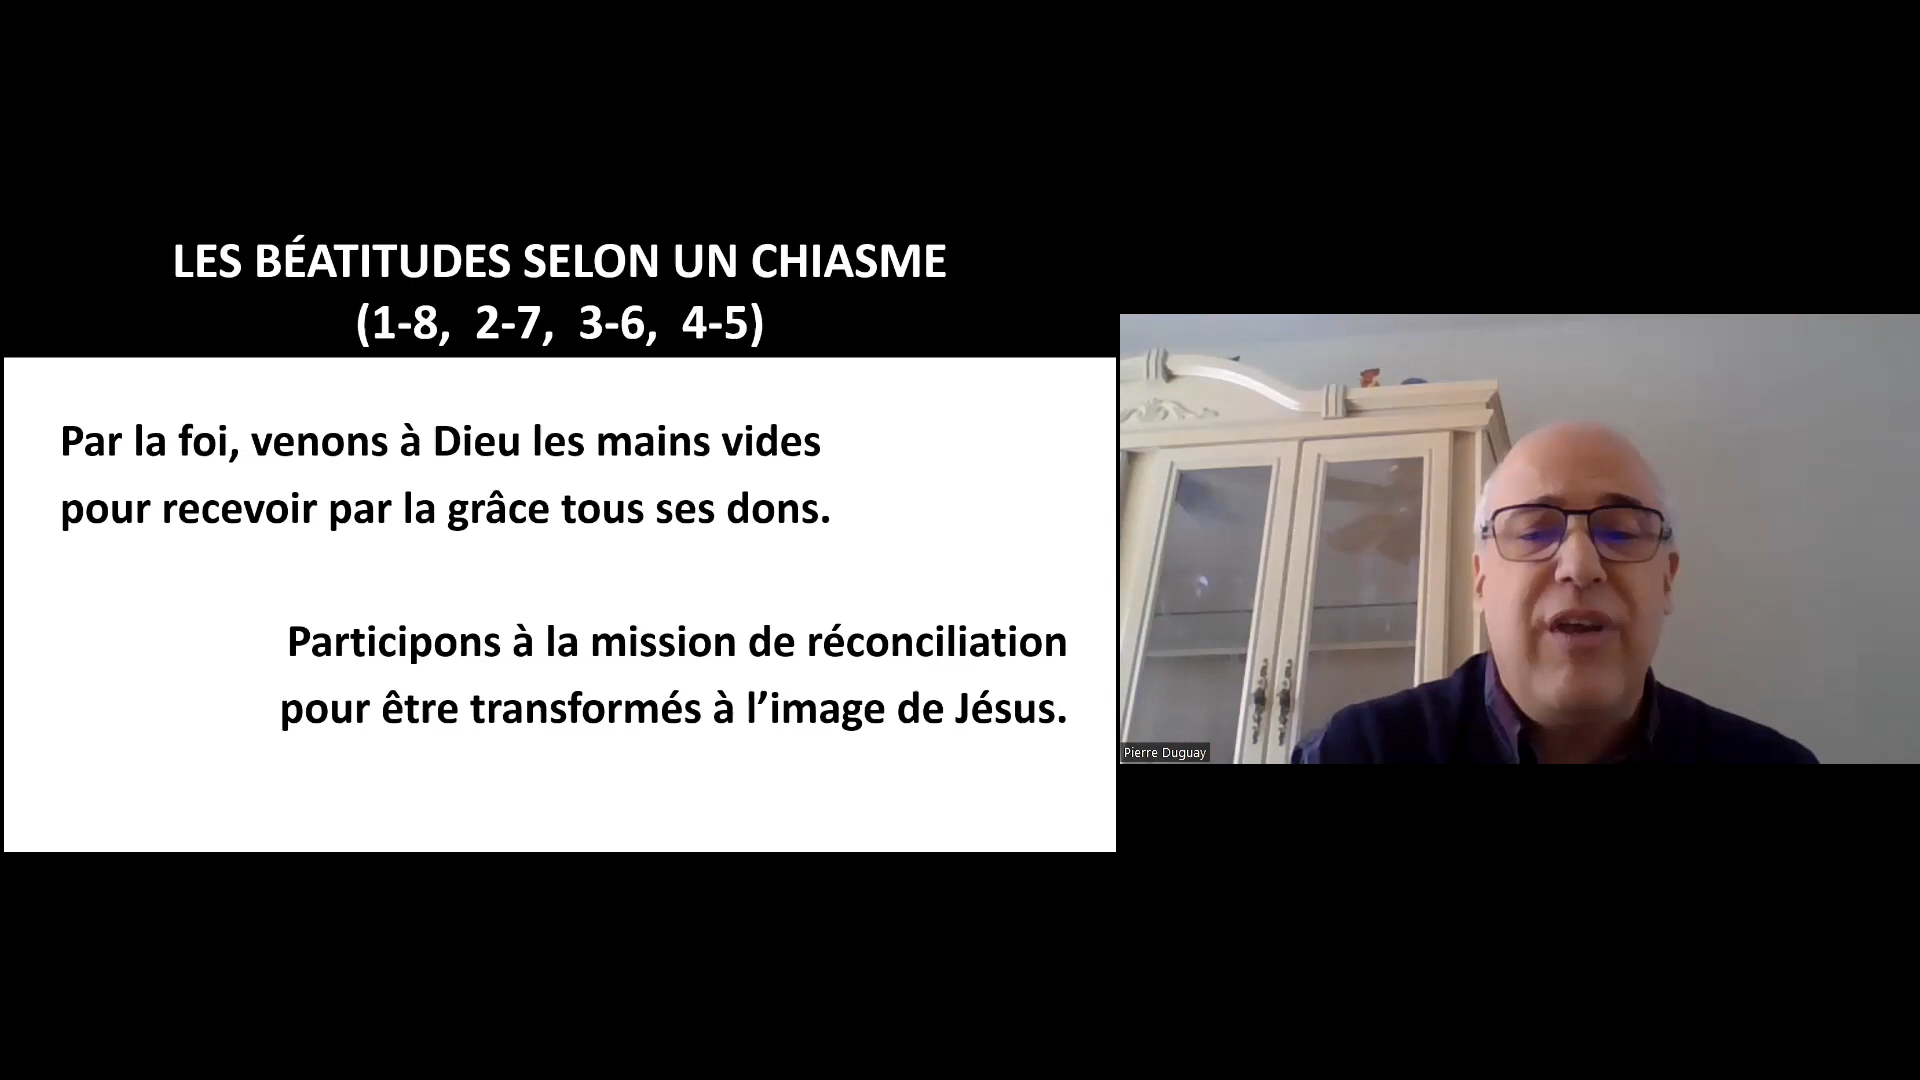 LES BÉATITUDES SELON UN CHIASME
(1-8, 2-7, 3-6, 4-5)
Par la foi, venons à Dieu les mains vides
pour recevoir par la grâce tous ses dons.
Participons à la mission de réconciliation
pour être transformés à l’image de Jésus.
Pierre Duguay